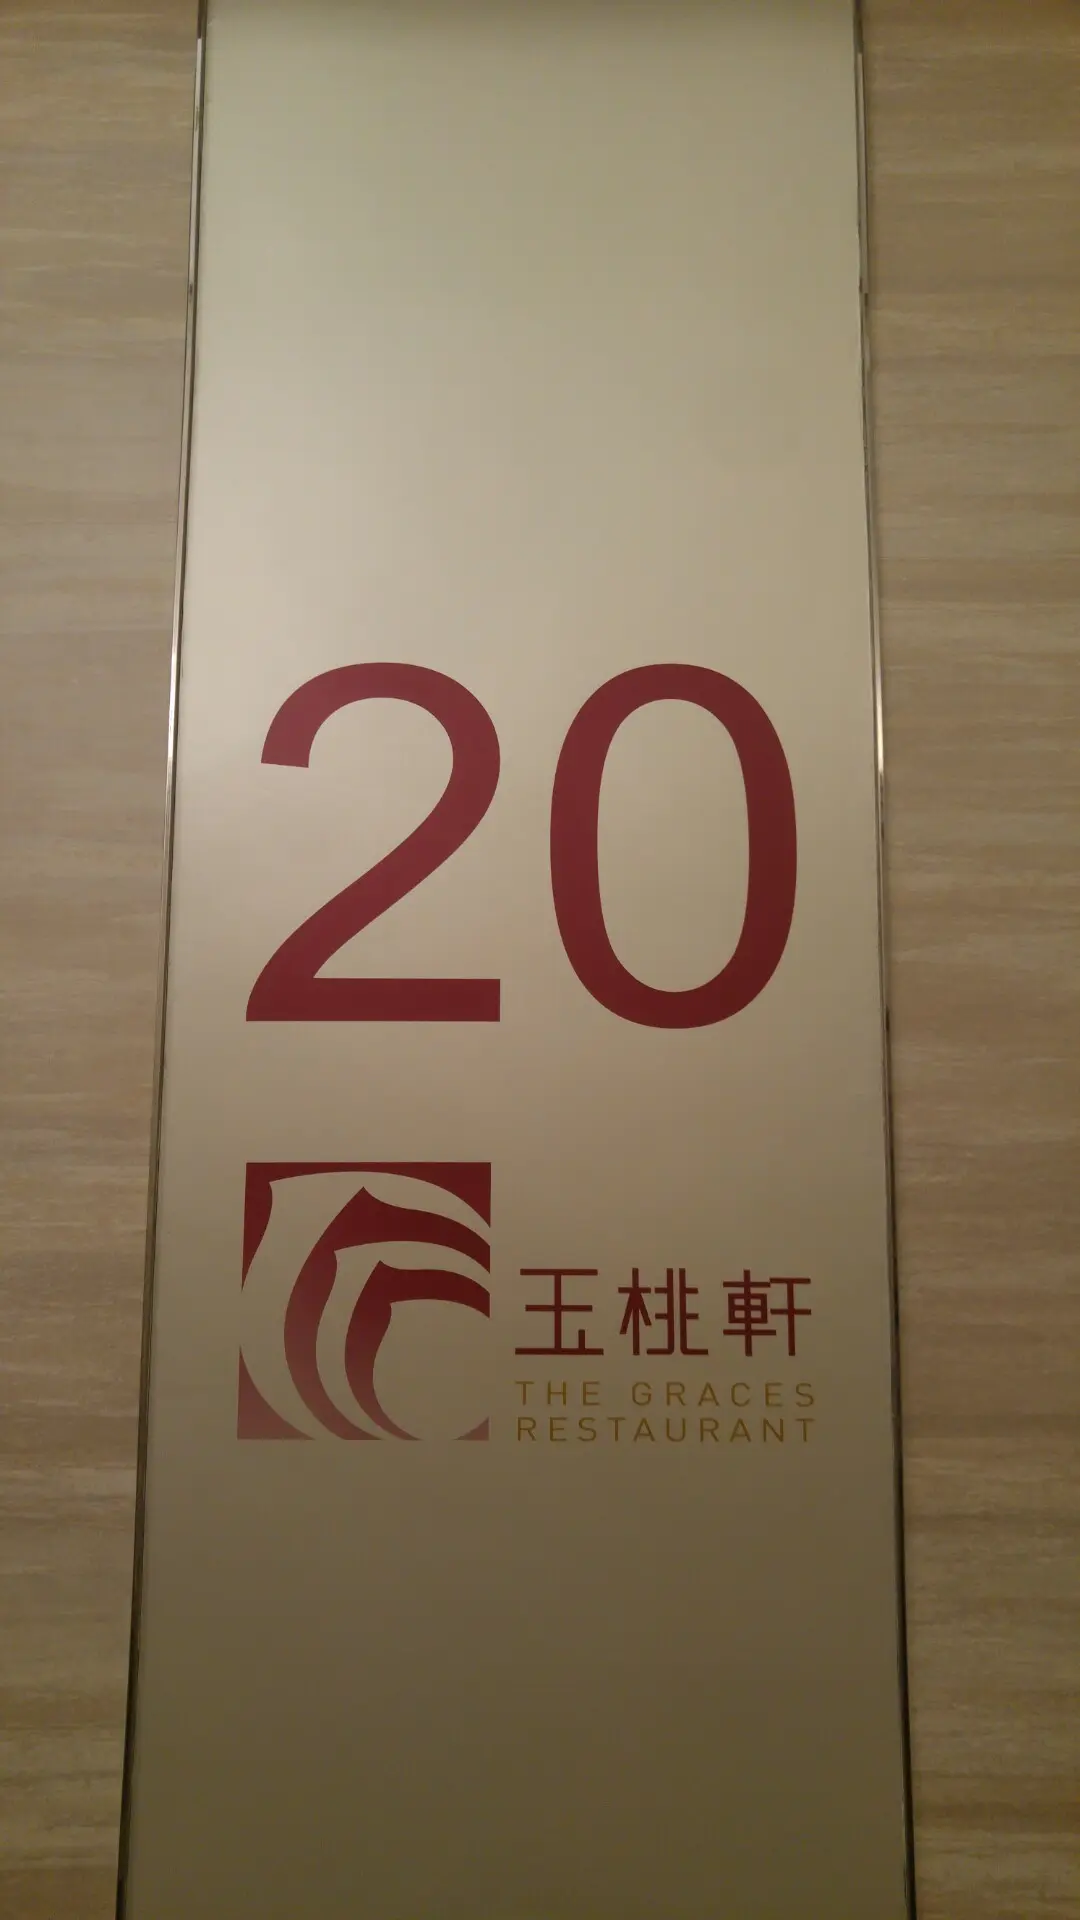 20
玉桃軒
THE GRACES
RESTAURANT